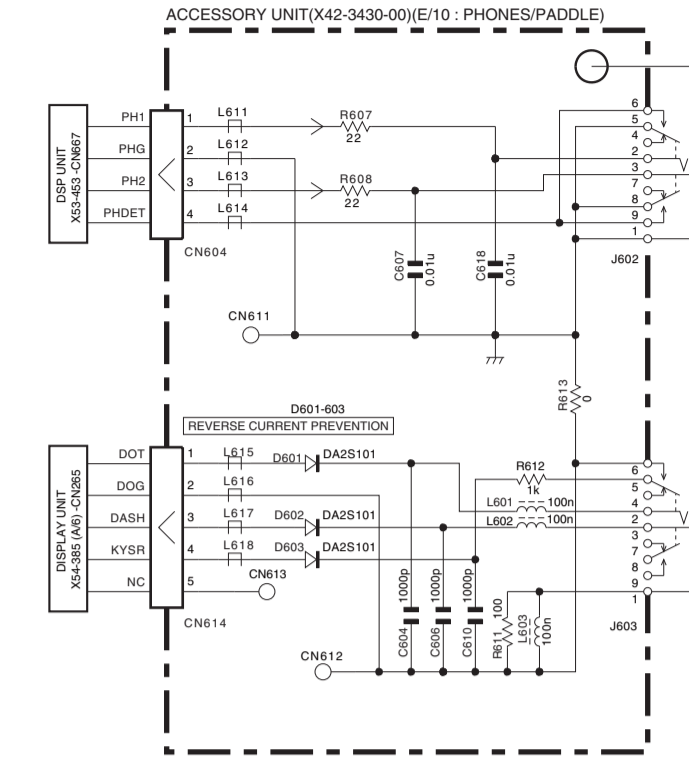 ACCESSORY UNIT(X42-3430-00)(E/10 : PHONES/PADDLE)
DSP UNIT
X53-453 -CN667
PH1
PHG
PH2
PHDET
1
2
3
4
CN604
L611
L612
L613
L614
R607
22
R608
22
C607
0.01u
C618
0.01u
CN611
6
5
4
2
3
7
8
9
1
J602
R613
0
D601-603
REVERSE CURRENT PREVENTION
DISPLAY UNIT
X54-385 (A/6) -CN265
DOT
DOG
DASH
KYSR
NC
1
2
3
4
5
CN614
L615
L616
L617
L618
D601
DA2S101
D602
DA2S101
D603
DA2S101
CN613
CN612
1000p
C604
1000p
C606
1000p
C610
R612
1k
L601
100n
L602
100n
R611
100
L603
100n
6
5
4
2
3
7
8
9
1
J603